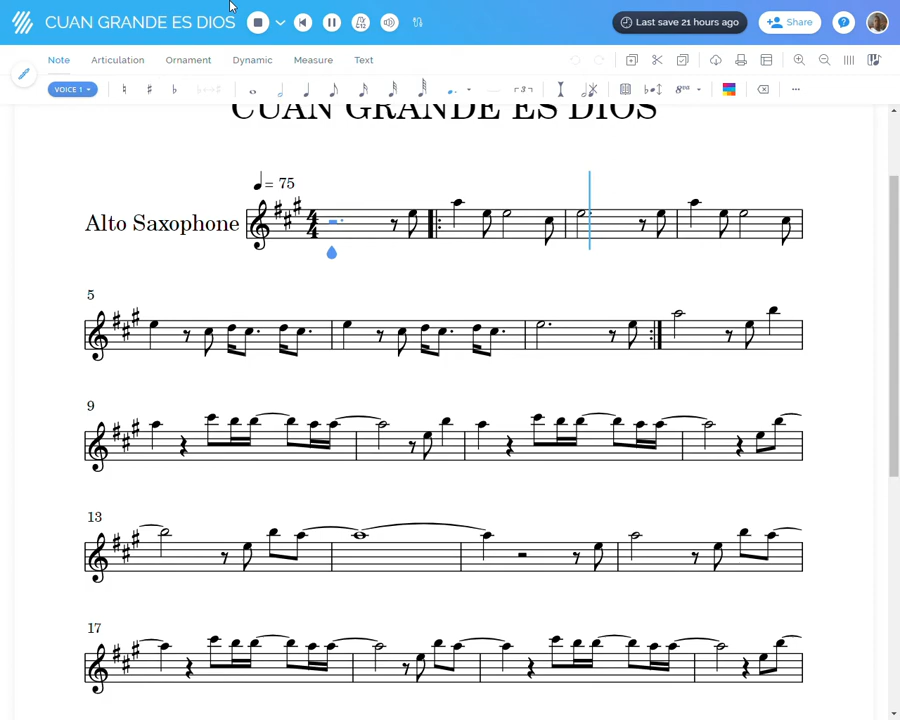 CUAN GRANDE ES DIOS
Last save 21 hours ago
Share
Note
Articulation
Ornament
Dynamic
Measure
Text
VOICE 1
CUAN GRANDE ES DIOS
= 75
Alto Saxophone
5
9
13
17